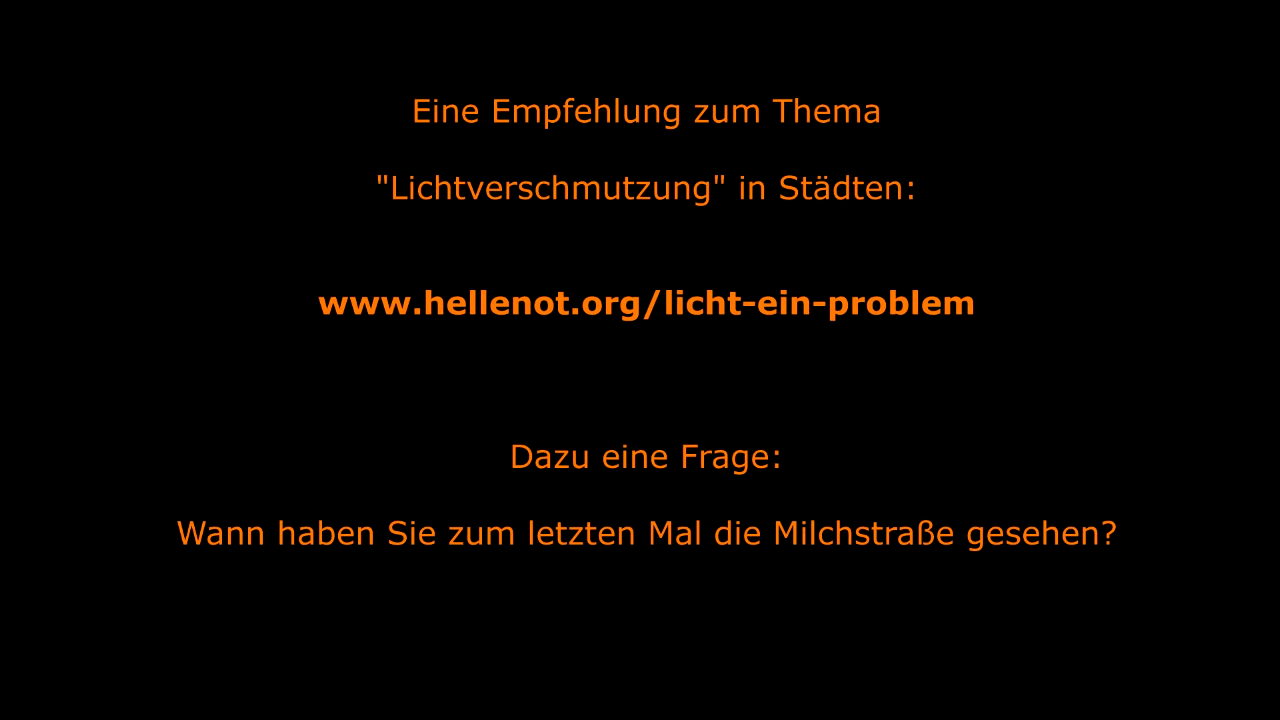 Eine Empfehlung zum Thema
"Lichtverschmutzung" in Städten:
www.hellenot.org/licht-ein-problem
Dazu eine Frage:
Wann haben Sie zum letzten Mal die Milchstraße gesehen?